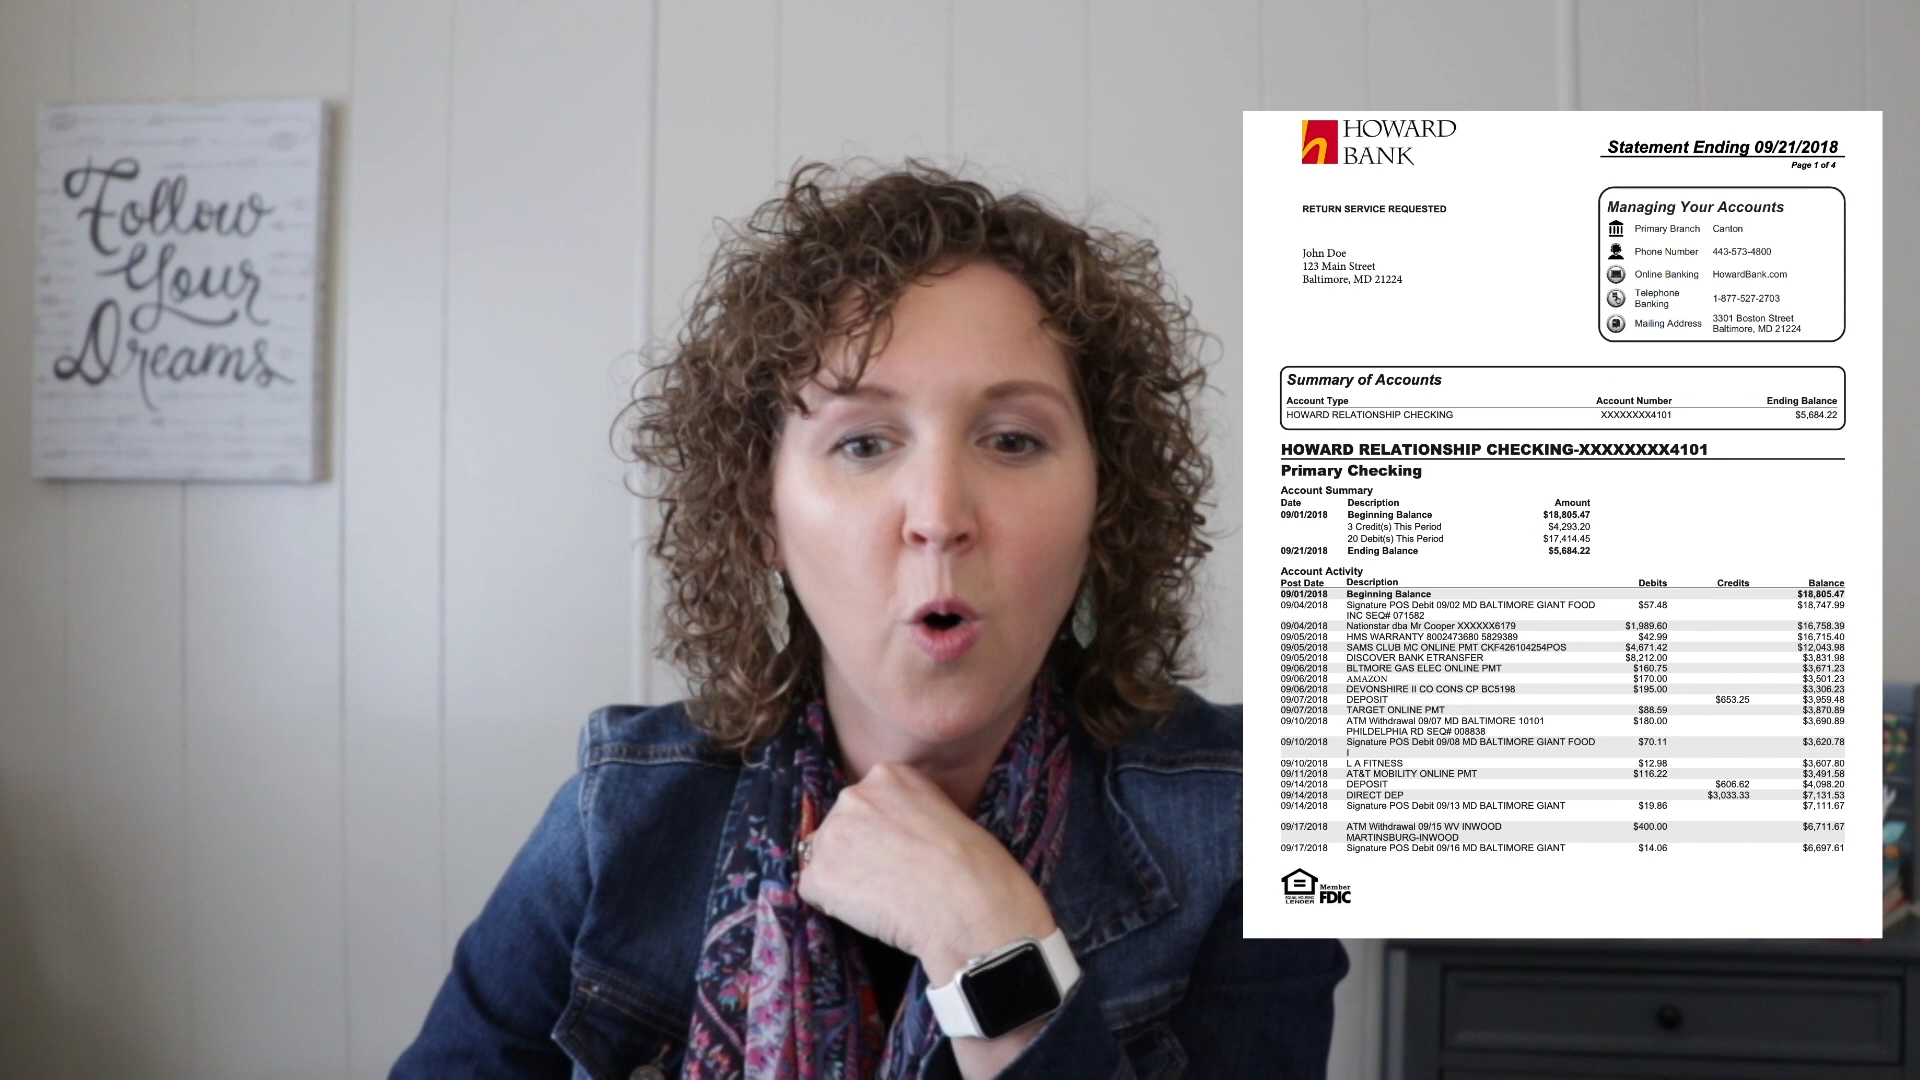 Follow
Your
Dreams
HOWARD
BANK
Statement Ending 09/21/2018
Page 1 of 4
RETURN SERVICE REQUESTED
John Doe
123 Main Street
Baltimore, MD 21224
Managing Your Accounts
Primary Branch Canton
Phone Number 443-573-4800
Online Banking HowardBank.com
Telephone
Banking 1-877-527-2703
Mailing Address 3301 Boston Street
Baltimore, MD 21224
Summary of Accounts
Account Type Account Number Ending Balance
HOWARD RELATIONSHIP CHECKING XXXXXXXX4101 $5,684.22
HOWARD RELATIONSHIP CHECKING-XXXXXXXX4101
Primary Checking
Account Summary
Date Description Amount
09/01/2018 Beginning Balance $18,805.47
3 Credit(s) This Period $4,293.20
20 Debit(s) This Period $17,414.45
09/21/2018 Ending Balance $5,684.22
Account Activity
Post Date Description Debits Credits Balance
09/01/2018 Beginning Balance $18,805.47
09/04/2018 Signature POS Debit 09/02 MD BALTIMORE GIANT FOOD $57.48 $18,747.99
INC SEQ# 071582
09/04/2018 Nationstar dba Mr Cooper XXXXXX6179 $1,989.60 $16,758.39
09/05/2018 HMS WARRANTY 8002473680 5829389 $42.99 $16,715.40
09/05/2018 SAMS CLUB MC ONLINE PMT CKF426104254POS $4,671.42 $12,043.98
09/05/2018 DISCOVER BANK ETRANSFER $8,212.00 $3,831.98
09/06/2018 BLTMORE GAS ELEC ONLINE PMT $160.75 $3,671.23
09/06/2018 AMAZON $170.00 $3,501.23
09/06/2018 DEVONSHIRE II CO CONS CP BC5198 $195.00 $3,306.23
09/07/2018 DEPOSIT $653.25 $3,959.48
09/07/2018 TARGET ONLINE PMT $88.59 $3,870.89
09/10/2018 ATM Withdrawal 09/07 MD BALTIMORE 10101 $180.00 $3,690.89
PHILDELPHIA RD SEQ# 008838
09/10/2018 Signature POS Debit 09/08 MD BALTIMORE GIANT FOOD $70.11 $3,620.78
I
09/10/2018 L A FITNESS $12.98 $3,607.80
09/11/2018 AT&T MOBILITY ONLINE PMT $116.22 $3,491.58
09/14/2018 DEPOSIT $606.62 $4,098.20
09/14/2018 DIRECT DEP $3,033.33 $7,131.53
09/14/2018 Signature POS Debit 09/13 MD BALTIMORE GIANT $19.86 $7,111.67
09/17/2018 ATM Withdrawal 09/15 WV INWOOD $400.00 $6,711.67
MARTINSBURG-INWOOD
09/17/2018 Signature POS Debit 09/16 MD BALTIMORE GIANT $14.06 $6,697.61
EQUAL HOUSING
LENDER
Member
FDIC